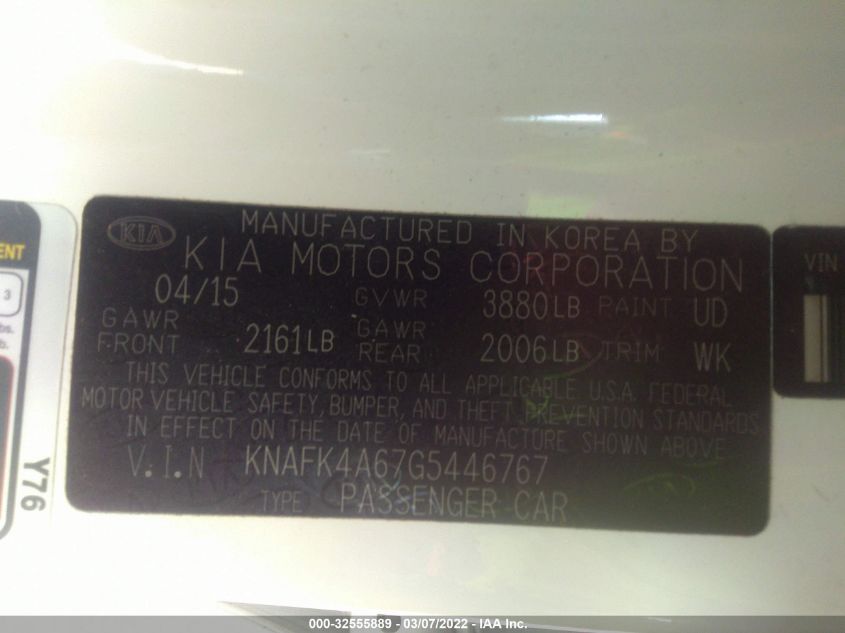 MANUFACTURED IN KOREA BY
KIA
KIA MOTORS CORPORATION
04/15 GVWR 3880LB PAINT UD
GAWR FRONT 2161LB GAWR REAR 2006LB TRIM WK
THIS VEHICLE CONFORMS TO ALL APPLICABLE U.S.A. FEDERAL
MOTOR VEHICLE SAFETY, BUMPER, AND THEFT PREVENTION STANDARDS
IN EFFECT ON THE DATE OF MANUFACTURE SHOWN ABOVE
V.I.N KNAFK4A67G5446767
TYPE PASSENGER CAR
ENT
3
bs.
Y76
VIN
000-32555889 - 03/07/2022 - IAA Inc.